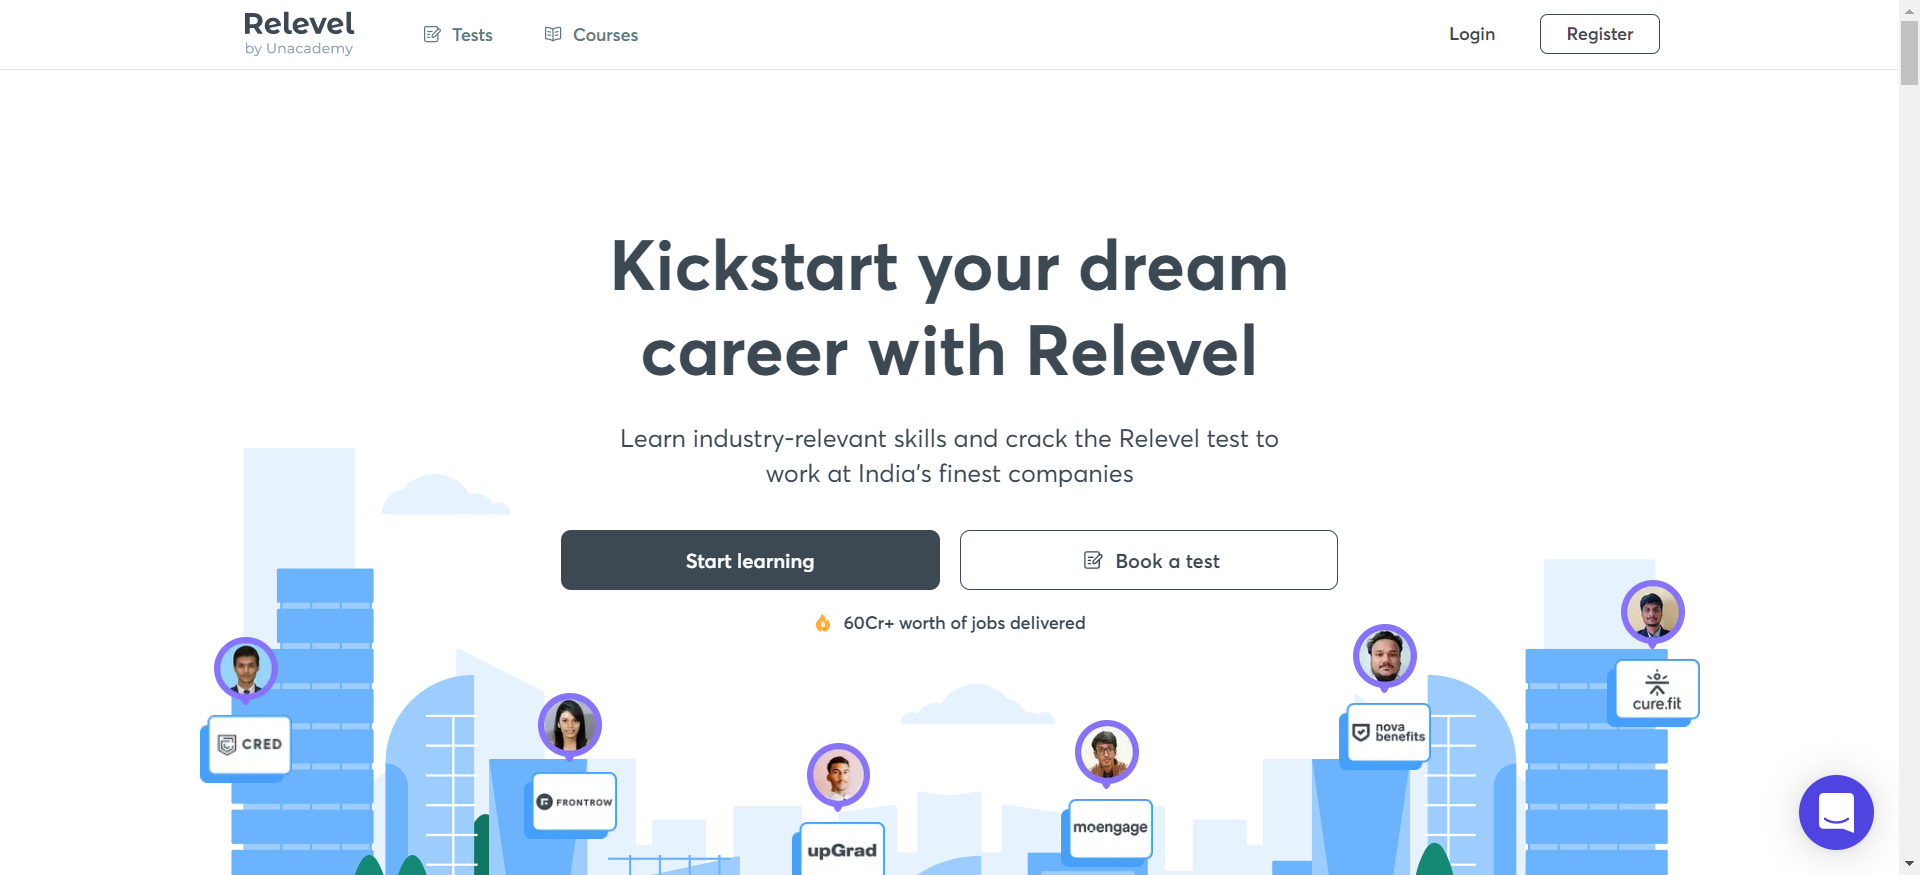 Relevel
by Unacademy
Tests
Courses
Login
Register
Kickstart your dream
career with Relevel
Learn industry-relevant skills and crack the Relevel test to
work at India's finest companies
Start learning
Book a test
60Cr+ worth of jobs delivered
cure.fit
nova
benefits
CRED
FRONTROW
moengage
upGrad